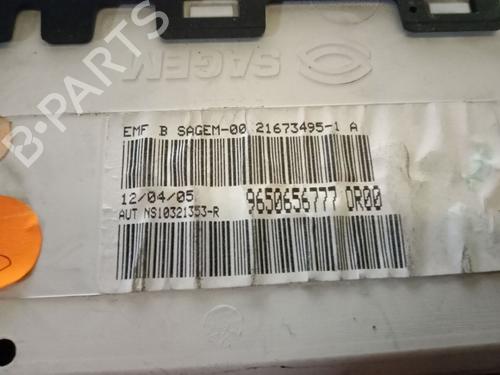 SAGEM
B-PARTS
EMF B SAGEM-00 21673495-1 A
12/04/05 9650656777 0R00
AUT NS10321353-R